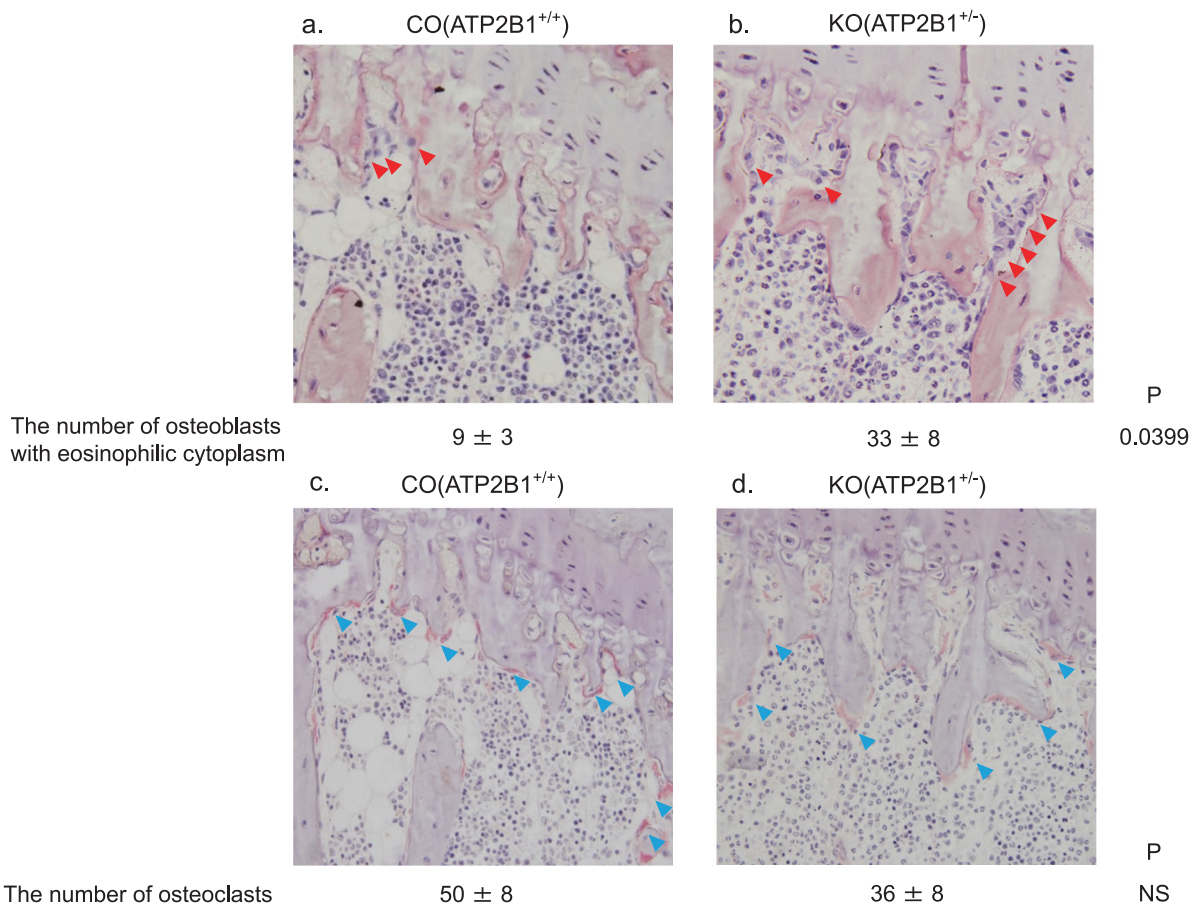 a. CO(ATP2B1+/+) b. KO(ATP2B1+/-)
P
The number of osteoblasts
with eosinophilic cytoplasm 9 ± 3 33 ± 8 0.0399
c. CO(ATP2B1+/+) d. KO(ATP2B1+/-)
P
The number of osteoclasts 50 ± 8 36 ± 8 NS